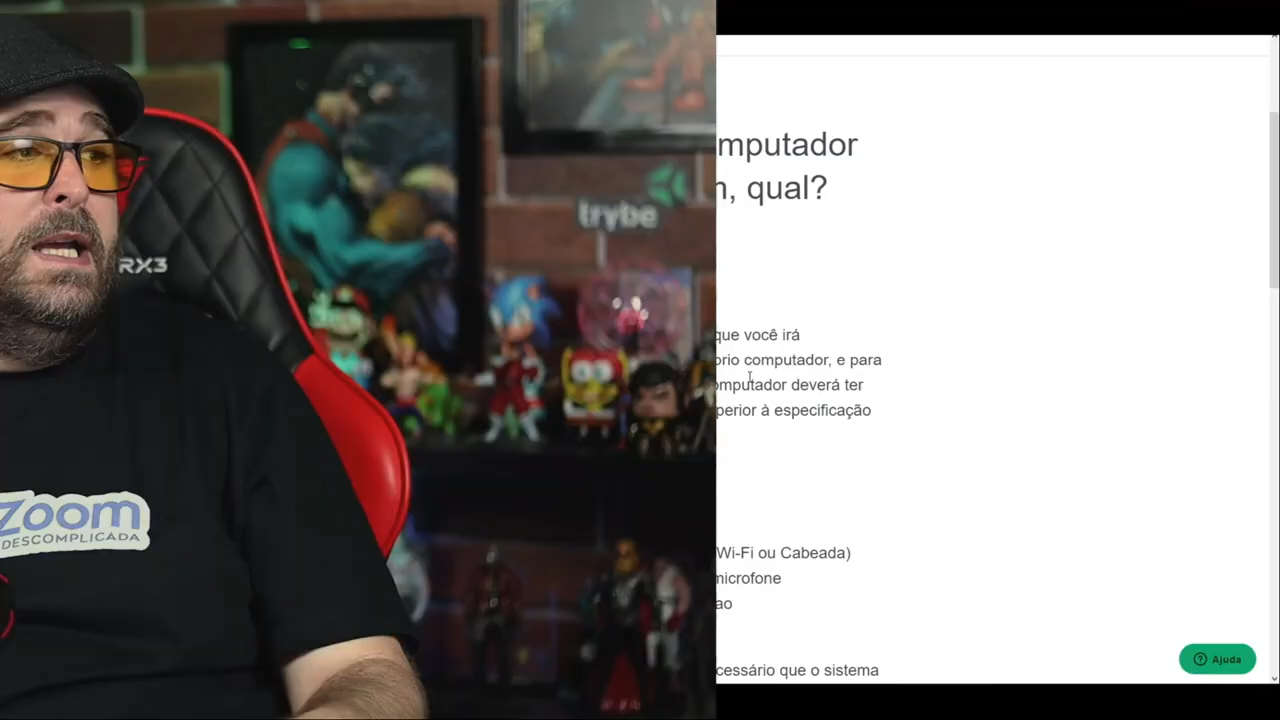 mputador
, qual?
trybe
RX3
que você irá
orio computador, e para
omputador deverá ter
perior à especificação
Zoom
DESCOMPLICADA
Wi-Fi ou Cabeada)
microfone
ao
cessário que o sistema
Ajuda